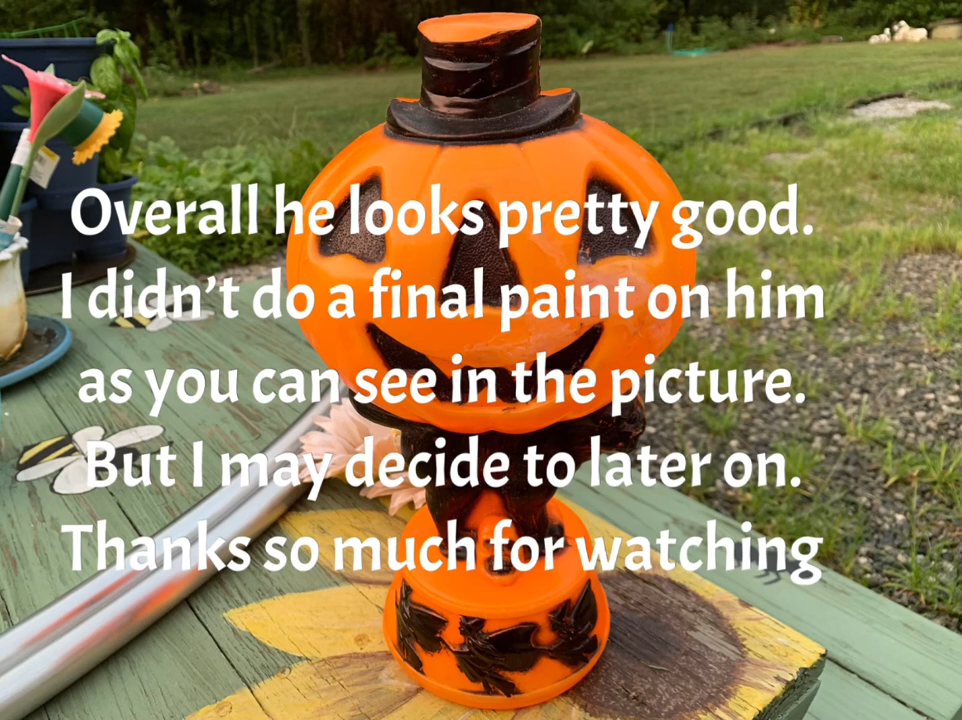 Overall he looks pretty good.
I didn't do a final paint on him
as you can see in the picture.
But I may decide to later on.
Thanks so much for watching